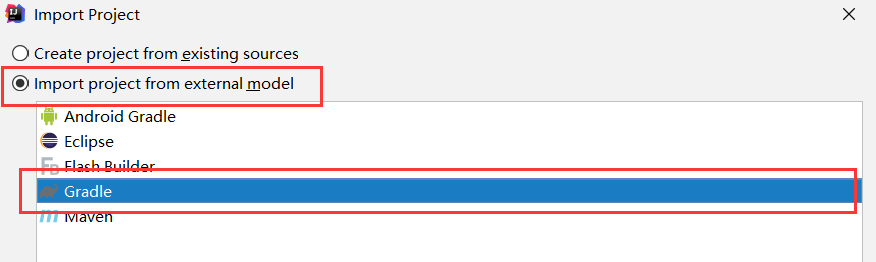 Import Project
Create project from existing sources
Import project from external model
Android Gradle
Eclipse
Flash Builder
Gradle
Maven